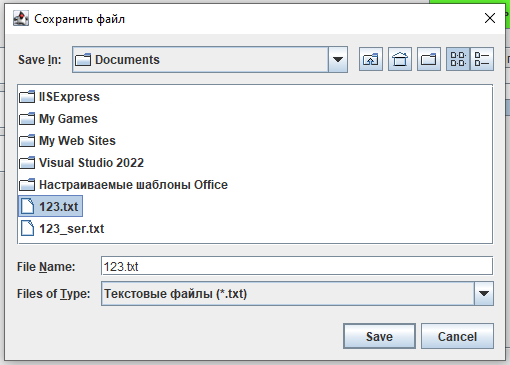 Сохранить файл
Save In: Documents
IISExpress
My Games
My Web Sites
Visual Studio 2022
Настраиваемые шаблоны Office
123.txt
123_ser.txt
File Name: 123.txt
Files of Type: Текстовые файлы (*.txt)
Save Cancel